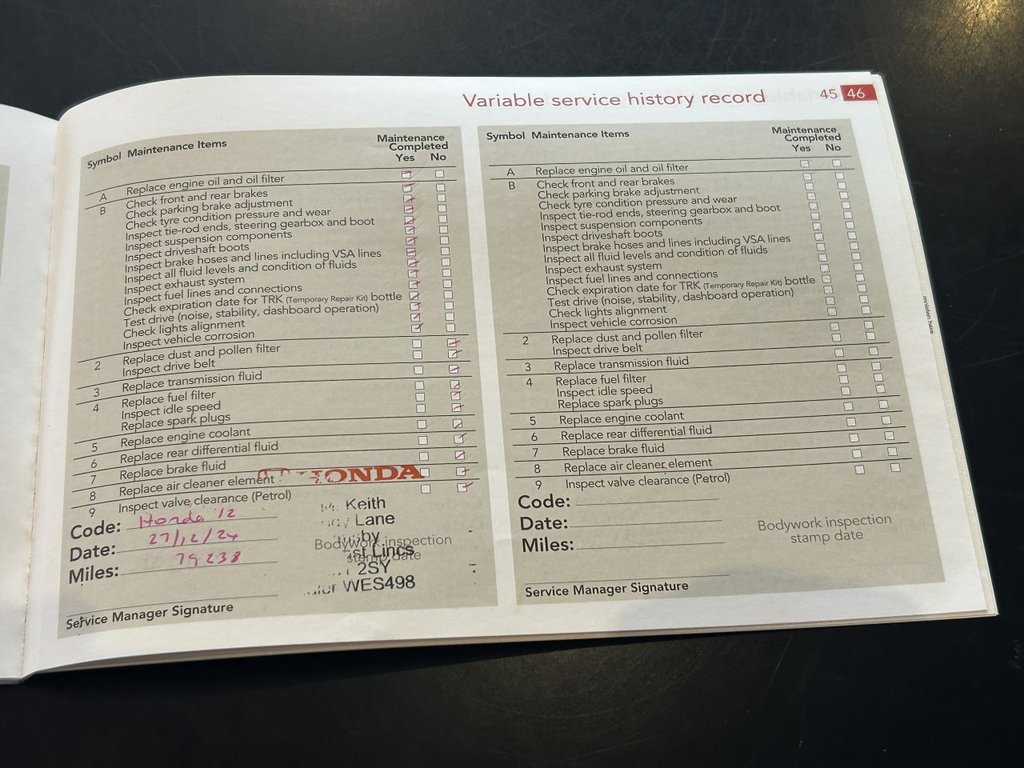 Variable service history record 45 46
Symbol Maintenance Items Maintenance Completed
Yes No
A Replace engine oil and oil filter
B Check front and rear brakes
Check parking brake adjustment
Check tyre condition pressure and wear
Inspect tie-rod ends, steering gearbox and boot
Inspect suspension components
Inspect driveshaft boots
Inspect brake hoses and lines including VSA lines
Inspect all fluid levels and condition of fluids
Inspect exhaust system
Inspect fuel lines and connections
Check expiration date for TRK (Temporary Repair Kit) bottle
Test drive (noise, stability, dashboard operation)
Check lights alignment
Inspect vehicle corrosion
2 Replace dust and pollen filter
Inspect drive belt
3 Replace transmission fluid
4 Replace fuel filter
Inspect idle speed
Replace spark plugs
5 Replace engine coolant
6 Replace rear differential fluid
7 Replace brake fluid
8 Replace air cleaner element
9 Inspect valve clearance (Petrol)
HONDA
Code: Honda '12
Date: 27/12/24
Miles: 79238
Keith
Lane
by
Bodywork inspection
st Lincs
stamp date
2SY
WES498
Service Manager Signature
Symbol Maintenance Items Maintenance Completed
Yes No
A Replace engine oil and oil filter
B Check front and rear brakes
Check parking brake adjustment
Check tyre condition pressure and wear
Inspect tie-rod ends, steering gearbox and boot
Inspect suspension components
Inspect driveshaft boots
Inspect brake hoses and lines including VSA lines
Inspect all fluid levels and condition of fluids
Inspect exhaust system
Inspect fuel lines and connections
Check expiration date for TRK (Temporary Repair Kit) bottle
Test drive (noise, stability, dashboard operation)
Check lights alignment
Inspect vehicle corrosion
2 Replace dust and pollen filter
Inspect drive belt
3 Replace transmission fluid
4 Replace fuel filter
Inspect idle speed
Replace spark plugs
5 Replace engine coolant
6 Replace rear differential fluid
7 Replace brake fluid
8 Replace air cleaner element
9 Inspect valve clearance (Petrol)
Code:
Date:
Miles:
Bodywork inspection
stamp date
Service Manager Signature